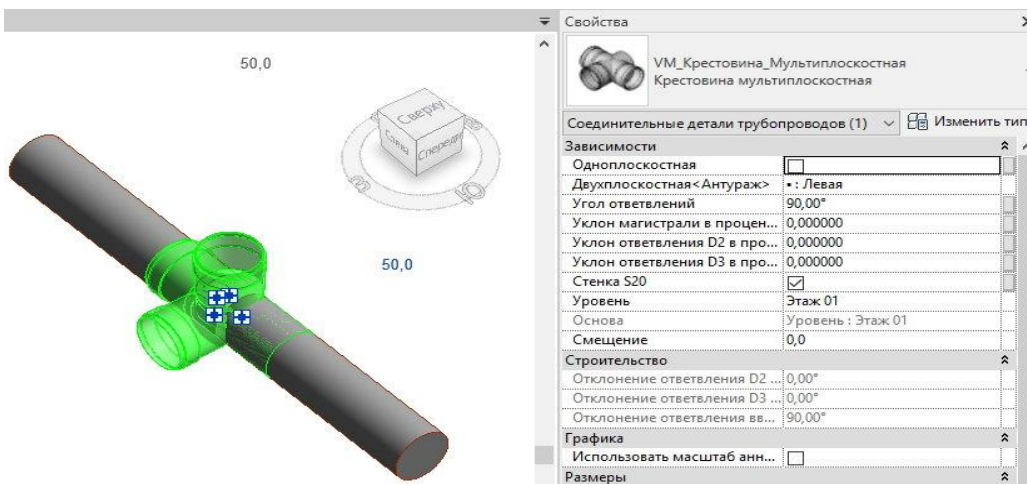 Свойства
50,0
VM_Крестовина_Мультиплоскостная
Крестовина мультиплоскостная
Сверху
Слева
Спереди
Ю
50,0
Соединительные детали трубопроводов (1)
Изменить тип
Зависимости
Одноплоскостная
Двухплоскостная<Антураж> ▪ : Левая
Угол ответвлений 90,00°
Уклон магистрали в процен... 0,000000
Уклон ответвления D2 в про... 0,000000
Уклон ответвления D3 в про... 0,000000
Стенка S20
Уровень Этаж 01
Основа Уровень : Этаж 01
Смещение 0,0
Строительство
Отклонение ответвления D2 ... 0,00°
Отклонение ответвления D3 ... 0,00°
Отклонение ответвления вв... 90,00°
Графика
Использовать масштаб анн...
Размеры